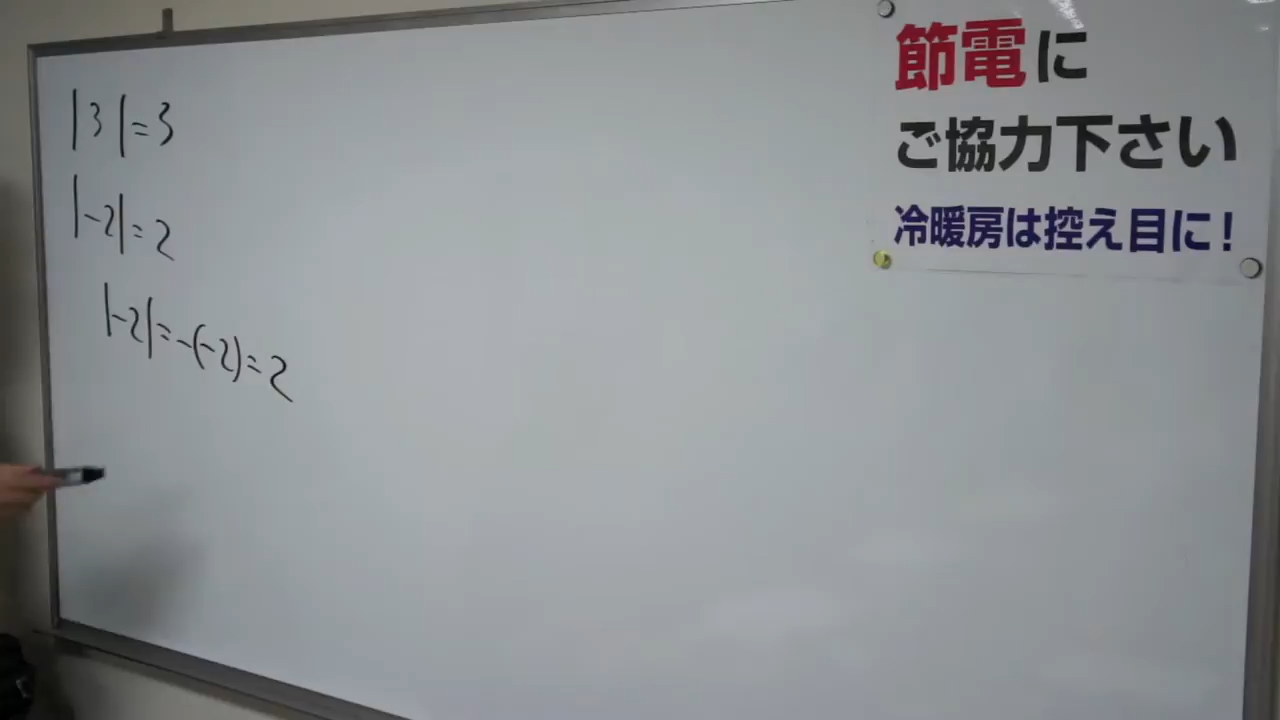 |3|=3
|-2|=2
|-2|=-(-2)=2
節電に
ご協力下さい
冷暖房は控え目に!